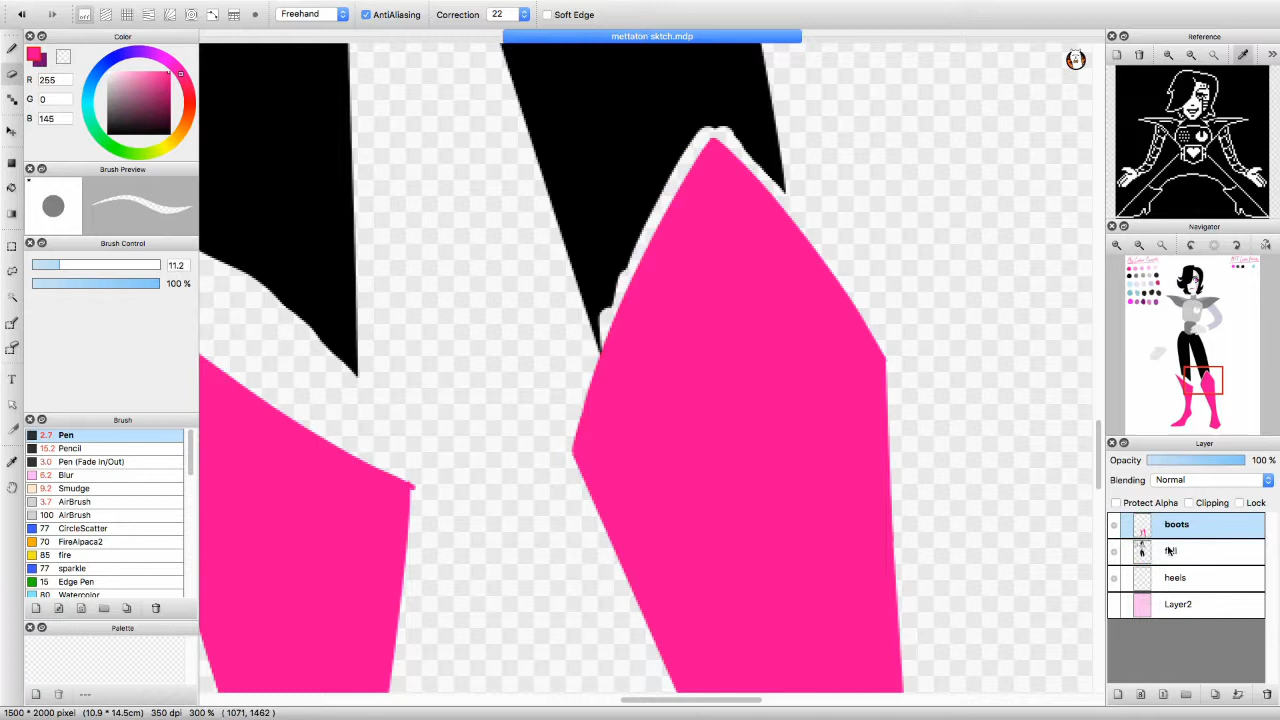 Freehand AntiAliasing Correction 22 Soft Edge
Color mettaton sktch.mdp Reference
R 255
G 0
B 145
Brush Preview
Brush Control
11.2
100 %
Brush
2.7 Pen
15.2 Pencil
3.0 Pen (Fade In/Out)
6.2 Blur
9.2 Smudge
3.7 AirBrush
100 AirBrush
77 CircleScatter
70 FireAlpaca2
85 fire
77 sparkle
15 Edge Pen
80 Watercolor
Palette
---
Navigator
Layer
Opacity 100 %
Blending Normal
Protect Alpha Clipping Lock
boots
heels
Layer2
1500 * 2000 pixel (10.9 * 14.5cm) 350 dpi 300 % ( 1071, 1462 )